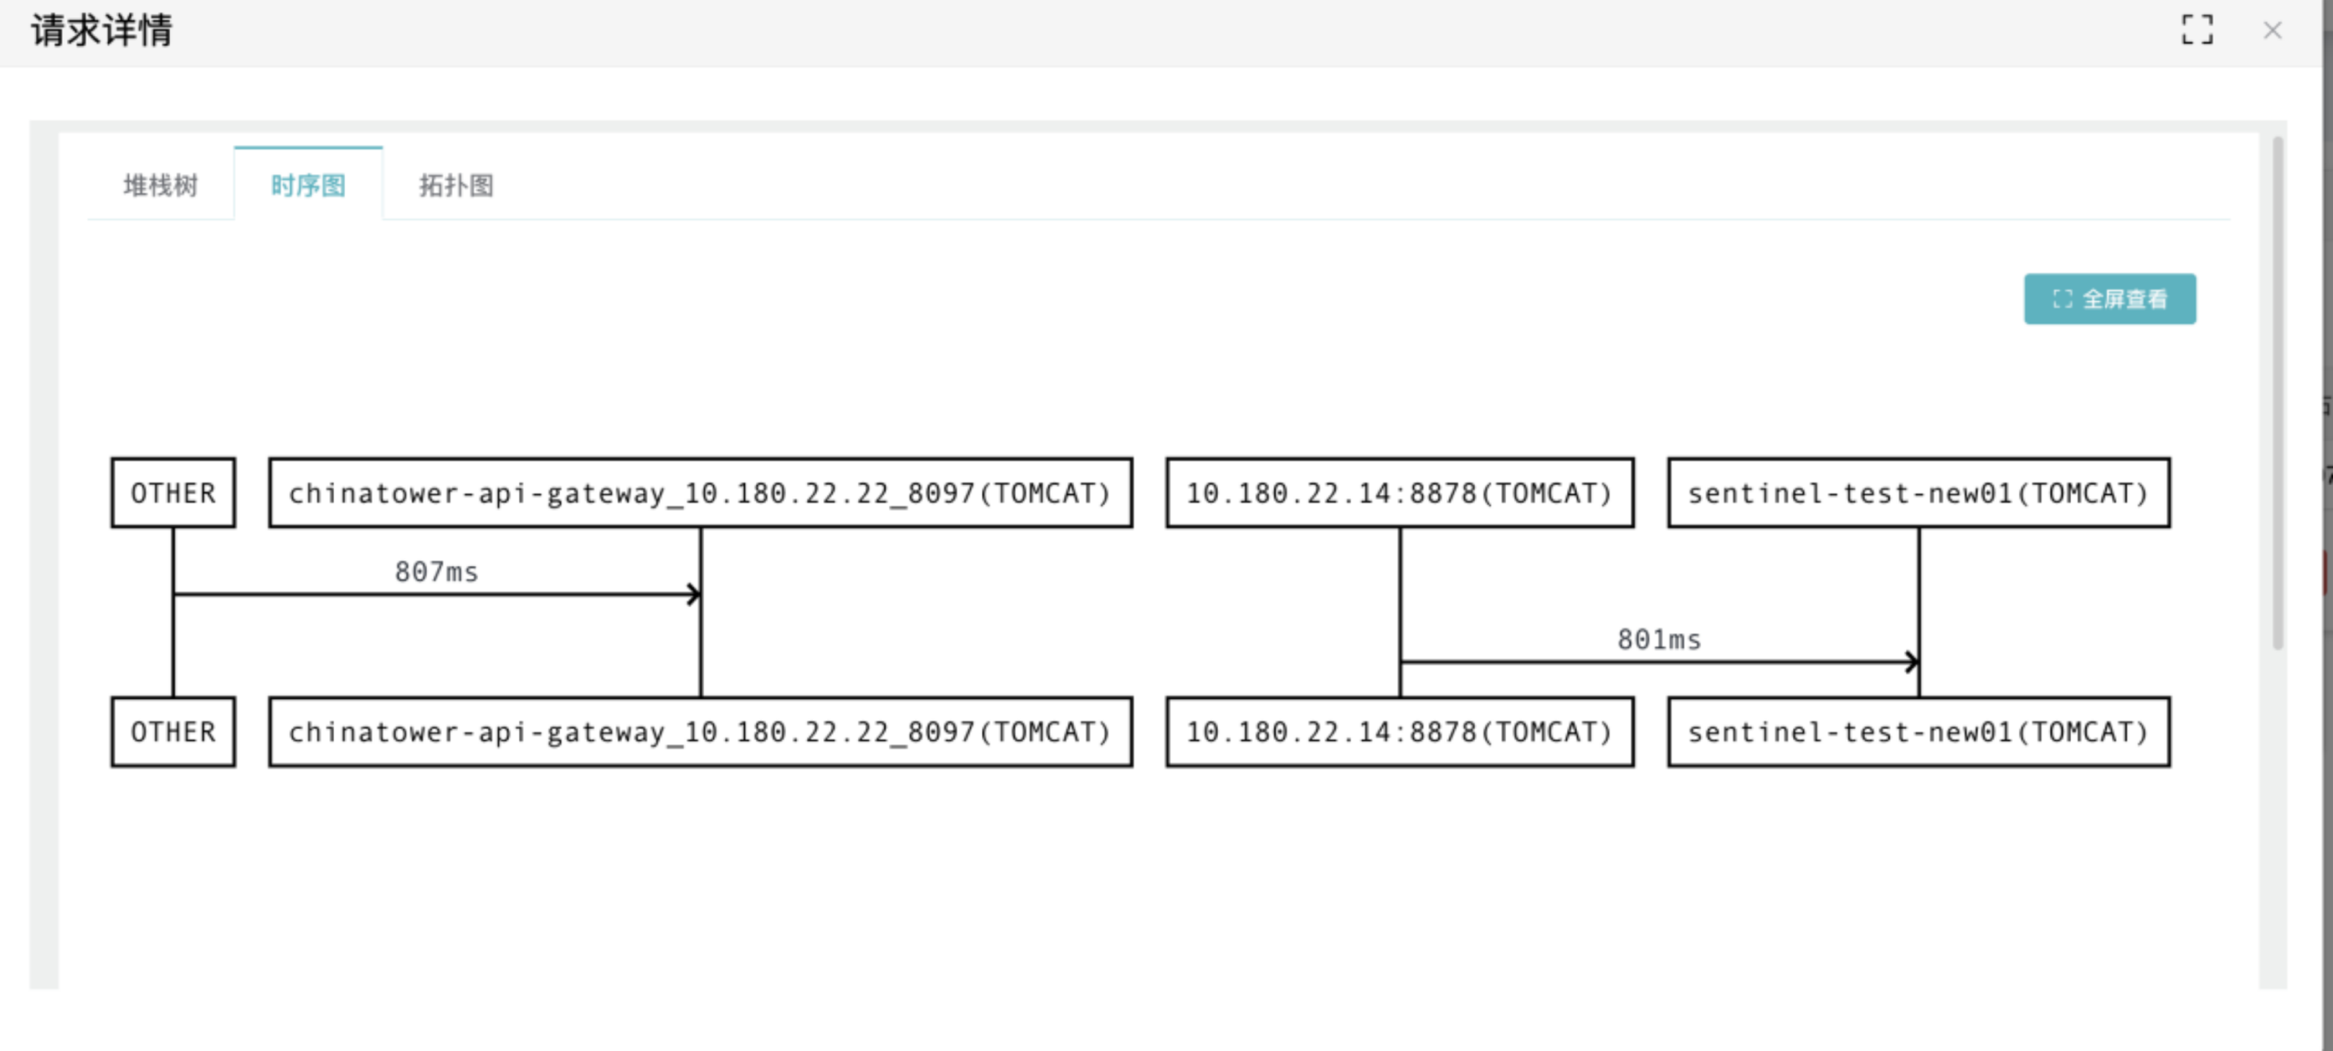 请求详情
堆栈树 时序图 拓扑图
全屏查看
OTHER chinatower-api-gateway_10.180.22.22_8097(TOMCAT) 10.180.22.14:8878(TOMCAT) sentinel-test-new01(TOMCAT)
807ms
801ms
OTHER chinatower-api-gateway_10.180.22.22_8097(TOMCAT) 10.180.22.14:8878(TOMCAT) sentinel-test-new01(TOMCAT)